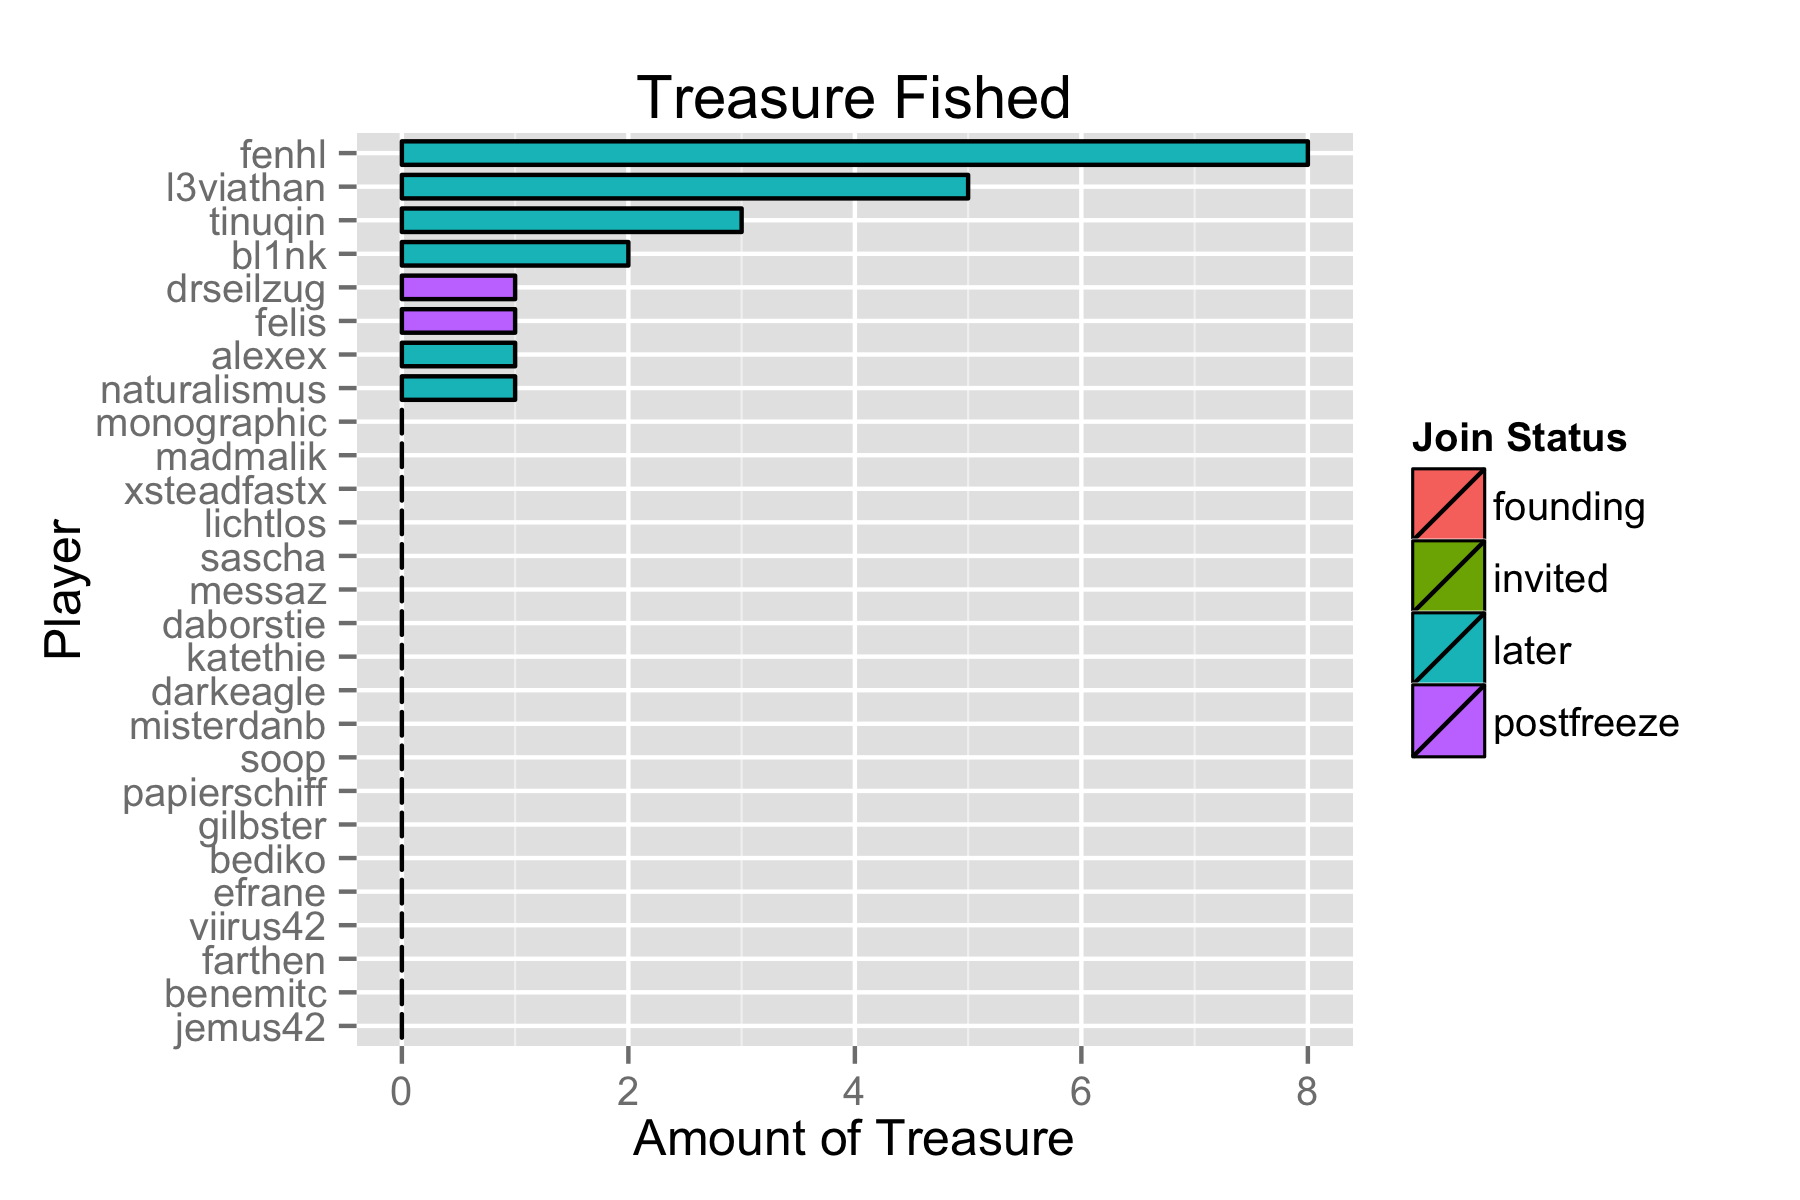 Treasure Fished
Player
fenhl
l3viathan
tinuqin
bl1nk
drseilzug
felis
alexex
naturalismus
monographic
madmalik
xsteadfastx
lichtlos
sascha
messaz
daborstie
katethie
darkeagle
misterdanb
soop
papierschiff
gilbster
bediko
efrane
viirus42
farthen
benemitc
jemus42
0 2 4 6 8
Amount of Treasure
Join Status
founding
invited
later
postfreeze